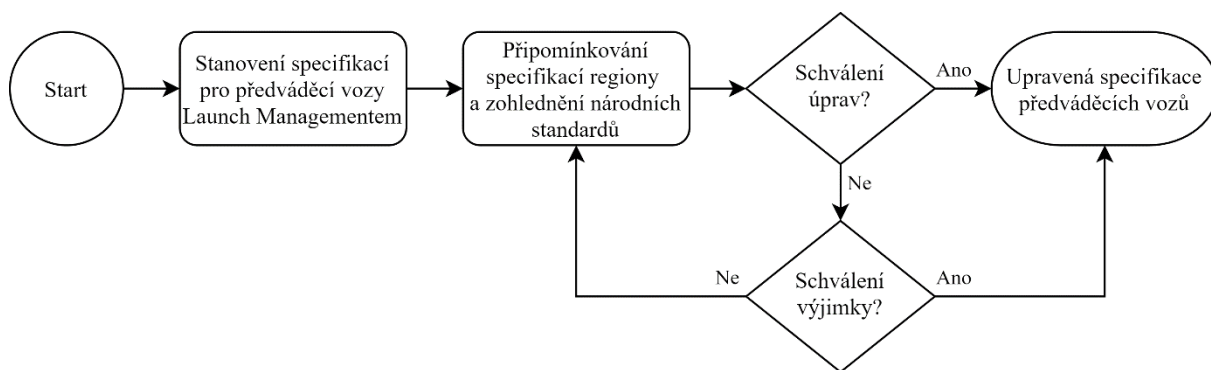 Start
Stanovení specifikací
pro předváděcí vozy
Launch Managementem
Připomínkování
specifikací regiony
a zohlednění národních
standardů
Schválení
úprav?
Ano
Upravená specifikace
předváděcích vozů
Ne
Ne
Schválení
výjimky?
Ano